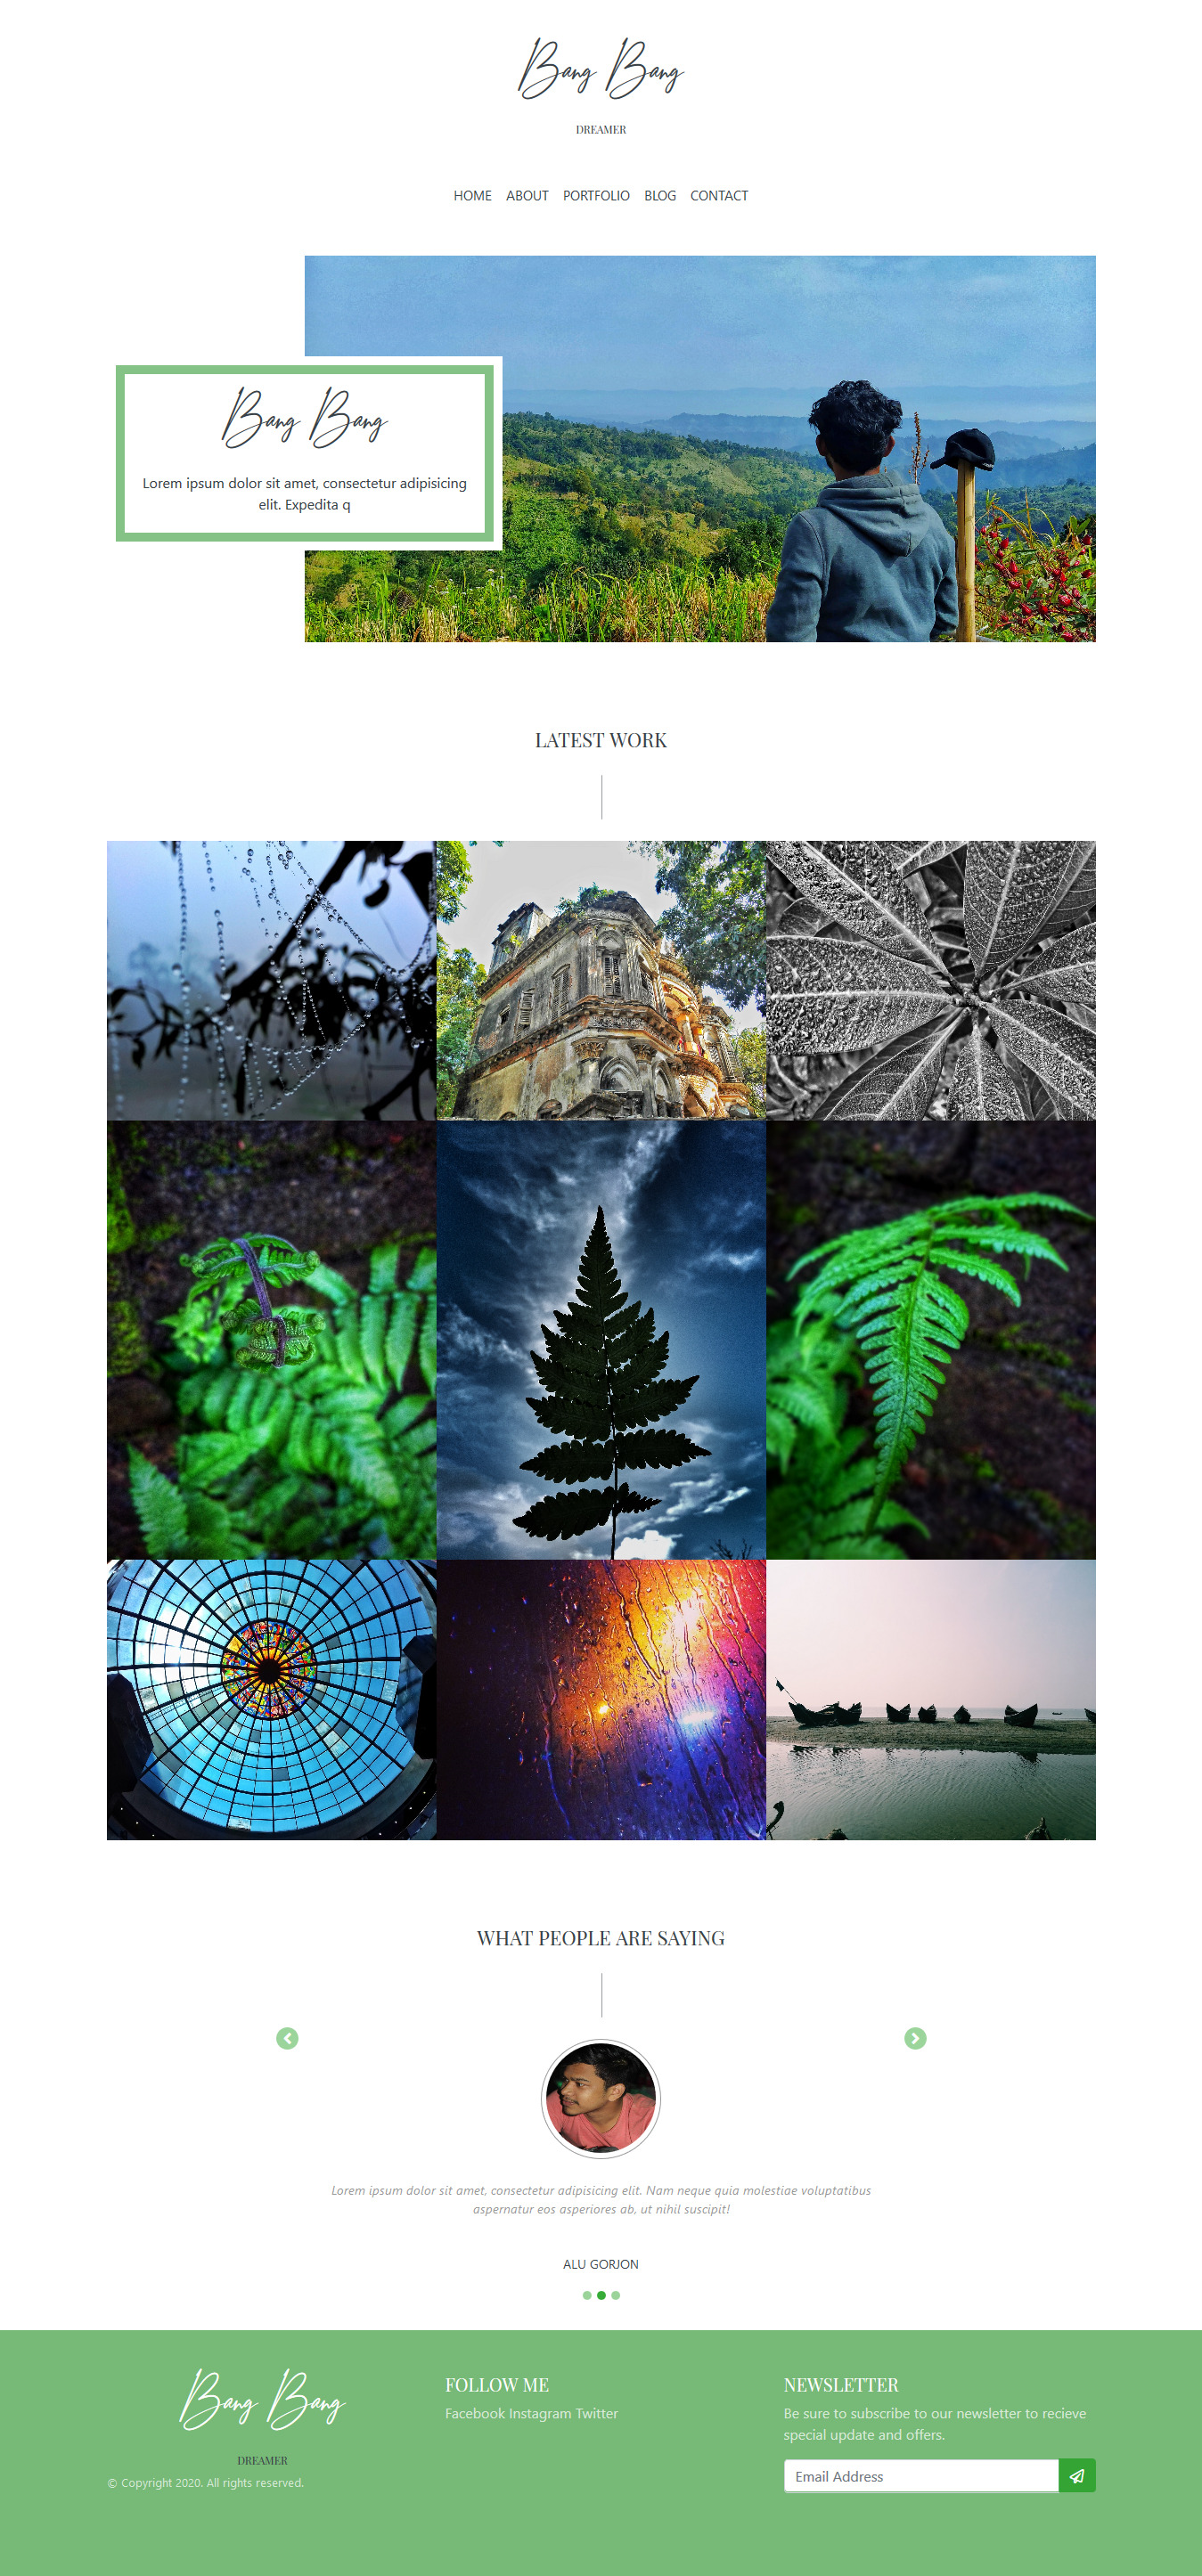 Bang Bang
DREAMER
HOME ABOUT PORTFOLIO BLOG CONTACT
Bang Bang
Lorem ipsum dolor sit amet, consectetur adipisicing
elit. Expedita q
LATEST WORK
WHAT PEOPLE ARE SAYING
Lorem ipsum dolor sit amet, consectetur adipisicing elit. Nam neque quia molestiae voluptatibus
aspernatur eos asperiores ab, ut nihil suscipit!
ALU GORJON
Bang Bang
DREAMER
© Copyright 2020. All rights reserved.
FOLLOW ME
Facebook Instagram Twitter
NEWSLETTER
Be sure to subscribe to our newsletter to recieve
special update and offers.
Email Address